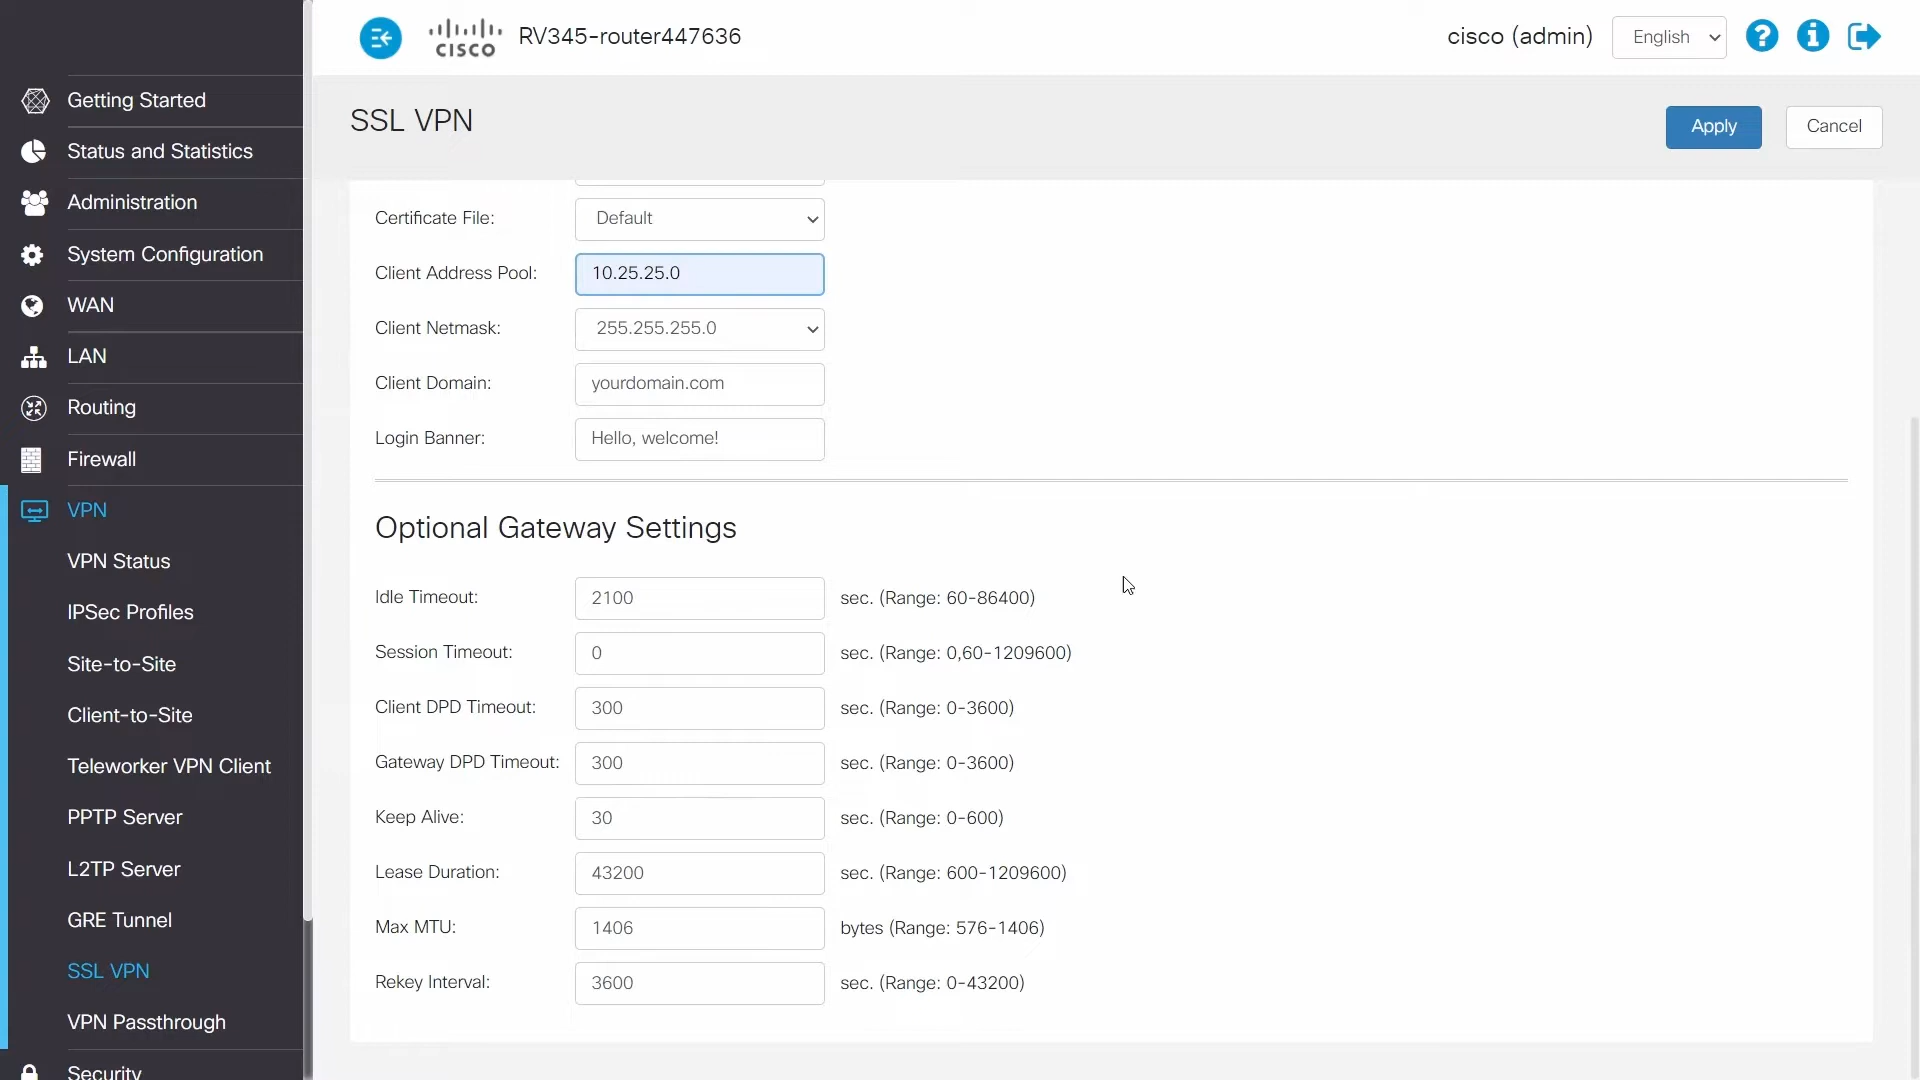 CISCO
RV345-router447636
cisco (admin)
English
Getting Started
Status and Statistics
Administration
System Configuration
WAN
LAN
Routing
Firewall
VPN
VPN Status
IPSec Profiles
Site-to-Site
Client-to-Site
Teleworker VPN Client
PPTP Server
L2TP Server
GRE Tunnel
SSL VPN
VPN Passthrough
Security
SSL VPN
Apply
Cancel
Certificate File: Default
Client Address Pool: 10.25.25.0
Client Netmask: 255.255.255.0
Client Domain: yourdomain.com
Login Banner: Hello, welcome!
Optional Gateway Settings
Idle Timeout: 2100 sec. (Range: 60-86400)
Session Timeout: 0 sec. (Range: 0,60-1209600)
Client DPD Timeout: 300 sec. (Range: 0-3600)
Gateway DPD Timeout: 300 sec. (Range: 0-3600)
Keep Alive: 30 sec. (Range: 0-600)
Lease Duration: 43200 sec. (Range: 600-1209600)
Max MTU: 1406 bytes (Range: 576-1406)
Rekey Interval: 3600 sec. (Range: 0-43200)